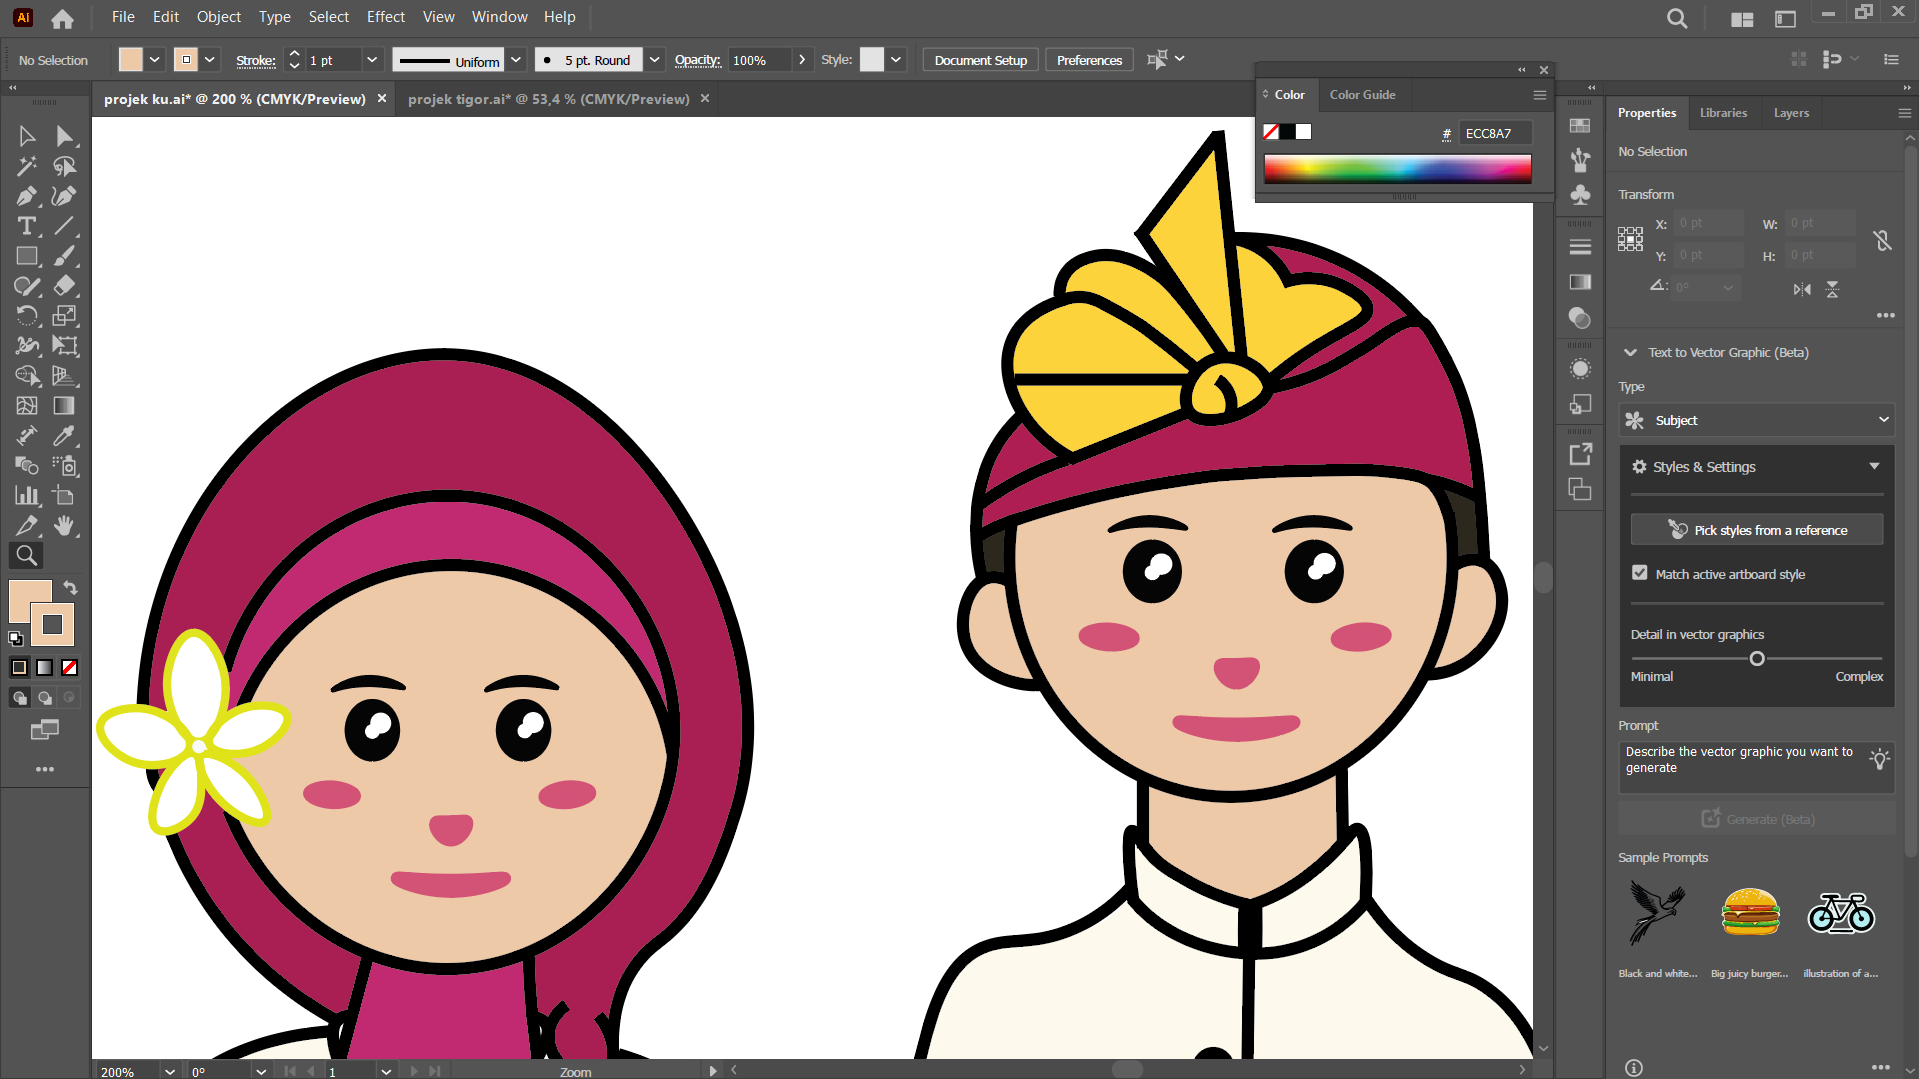 Ai File Edit Object Type Select Effect View Window Help
No Selection Stroke: 1 pt Uniform 5 pt. Round Opacity: 100% Style: Document Setup Preferences
projek ku.ai* @ 200 % (CMYK/Preview) projek tigor.ai* @ 53,4 % (CMYK/Preview)
Color Color Guide
# ECC8A7
Properties Libraries Layers
No Selection
Transform
X: 0 pt W: 0 pt
Y: 0 pt H: 0 pt
0°
Text to Vector Graphic (Beta)
Type
Subject
Styles & Settings
Pick styles from a reference
Match active artboard style
Detail in vector graphics
Minimal Complex
Prompt
Describe the vector graphic you want to
generate
Generate (Beta)
Sample Prompts
Black and white... Big juicy burger... illustration of a...
200% 0° 1 Zoom